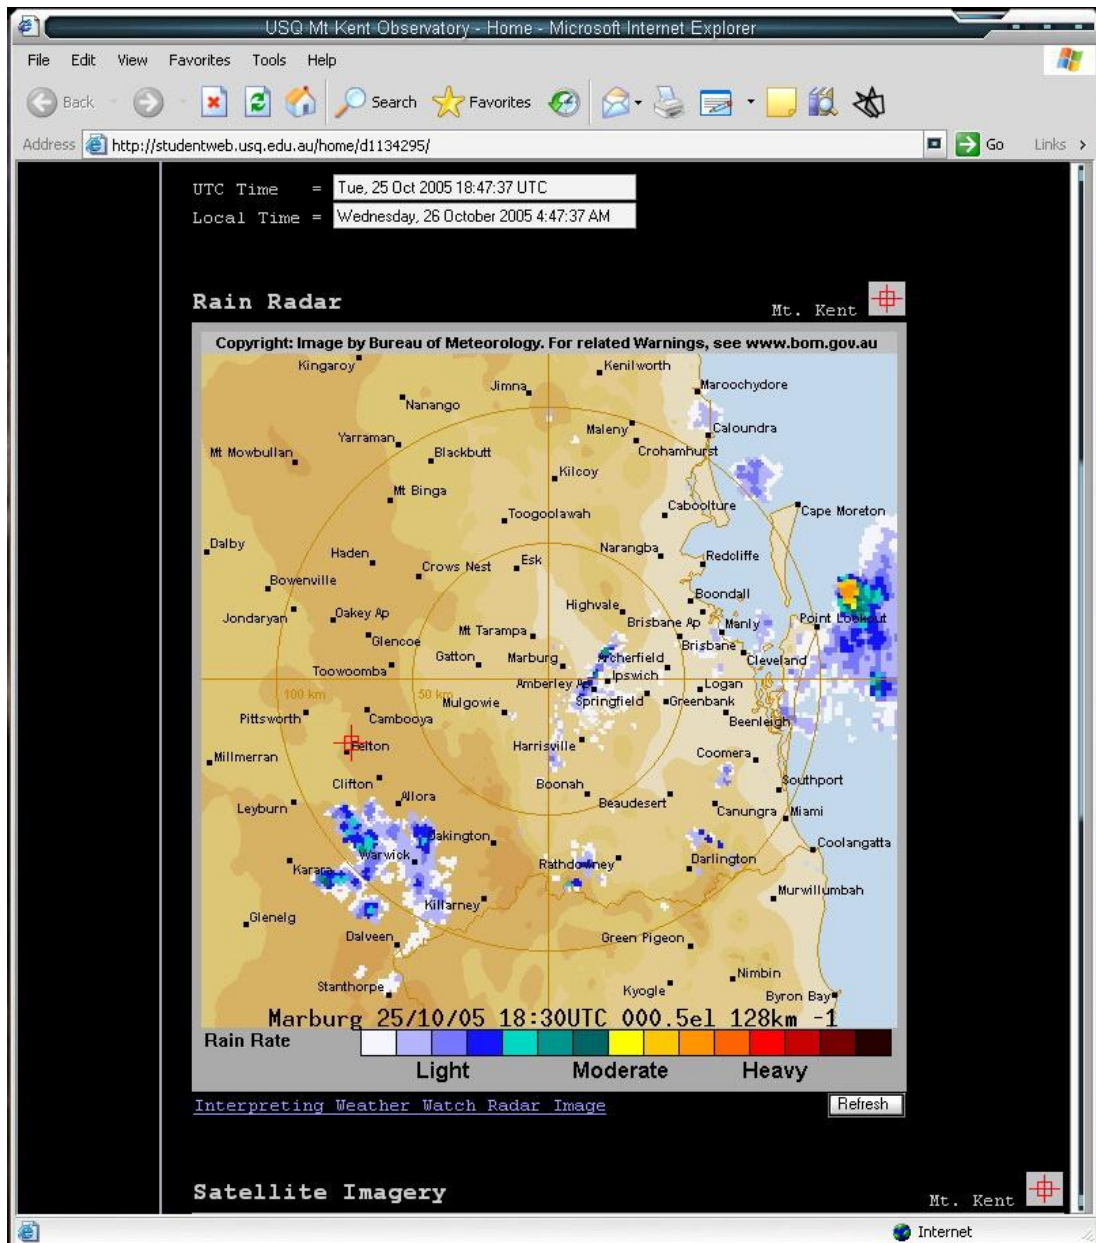 USQ Mt Kent Observatory - Home - Microsoft Internet Explorer
File Edit View Favorites Tools Help
Back Search Favorites
Address http://studentweb.usq.edu.au/home/d1134295/ Go Links
UTC Time = Tue, 25 Oct 2005 18:47:37 UTC
Local Time = Wednesday, 26 October 2005 4:47:37 AM
Rain Radar
Mt. Kent
Copyright: Image by Bureau of Meteorology. For related Warnings, see www.bom.gov.au
Kingaroy
Kenilworth
Jimna
Maroochydore
Nanango
Yarraman
Maleny
Caloundra
Mt Mowbullan
Blackbutt
Crohamhurst
Kilcoy
Mt Binga
Toogoolawah
Caboolture
Cape Moreton
Dalby
Haden
Narangba
Redcliffe
Crows Nest
Esk
Bowenville
Boondall
Highvale
Jondaryan
Oakey Ap
Brisbane Ap
Manly
Point Lookout
Glencoe
Mt Tarampa
Brisbane
Toowoomba
Gatton
Marburg
Archerfield
Cleveland
Ipswich
Amberley Ap
Logan
100 km
50 km
Springfield
Greenbank
Pittsworth
Cambooya
Mulgowie
Beenleigh
Felton
Harrisville
Millmerran
Coomera
Clifton
Boonah
Southport
Leyburn
Allora
Beaudesert
Canungra
Miami
Oakington
Coolangatta
Warwick
Rathdowney
Darlington
Karara
Murwillumbah
Killarney
Glenelg
Dalveen
Green Pigeon
Nimbin
Stanthorpe
Kyogle
Byron Bay
Marburg 25/10/05 18:30UTC 000.5el 128km -1
Rain Rate
Light Moderate Heavy
Interpreting Weather Watch Radar Image
Refresh
Satellite Imagery
Mt. Kent
Internet